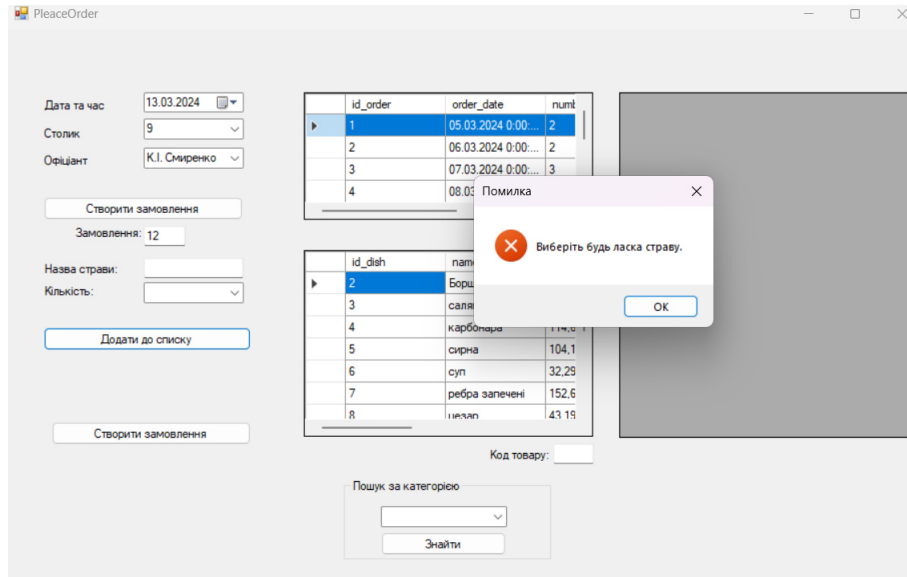 PleaceOrder
Дата та час
13.03.2024
Столик
9
Офіціант
К.І. Смиренко
Створити замовлення
Замовлення:
12
Назва страви:
Кількість:
Додати до списку
Створити замовлення
id_order order_date
1 05.03.2024 0:00:... 2
2 06.03.2024 0:00:... 2
3 07.03.2024 0:00:... 3
4
Помилка
Виберіть будь ласка страву.
OK
id_dish
2
3
4 карбонара
5 сирна 104,1
6 суп 32,29
7 ребра запечені 152,6
8 цезар 43,19
Код товару:
Пошук за категорією
Знайти